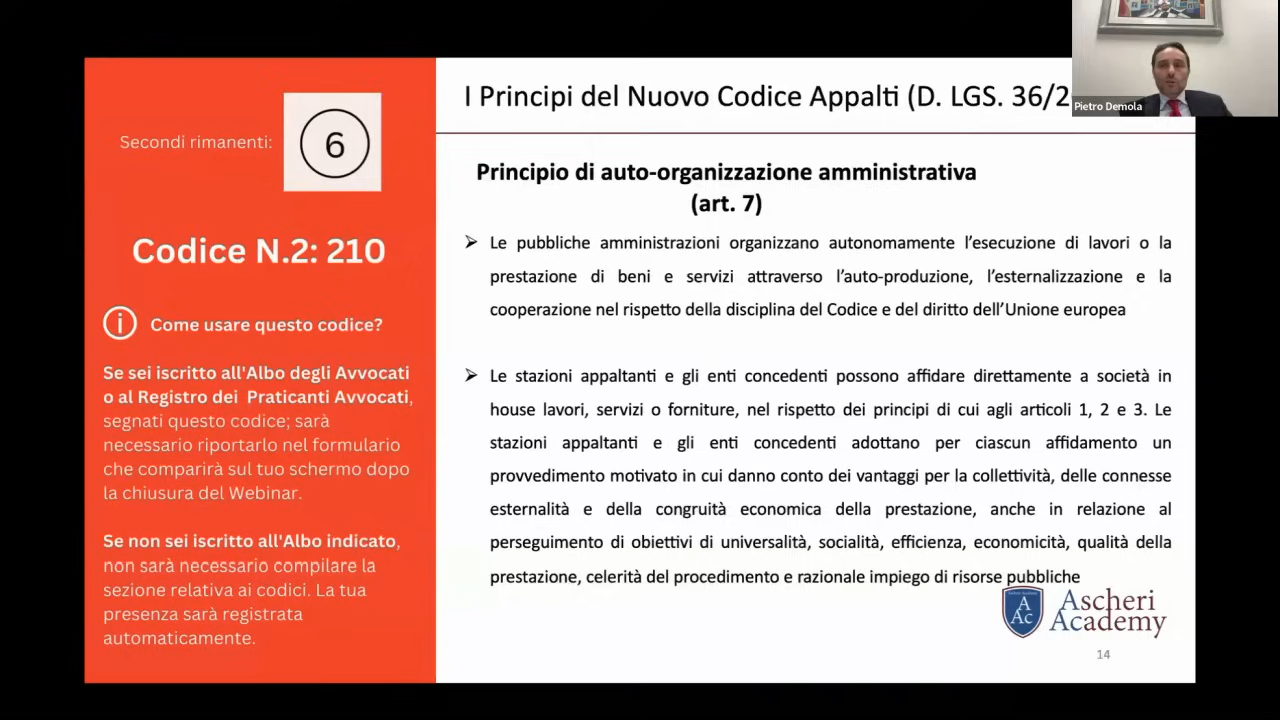 Secondi rimanenti:
6
Codice N.2: 210
Come usare questo codice?
Se sei iscritto all'Albo degli Avvocati
o al Registro dei Praticanti Avvocati,
segnati questo codice; sarà
necessario riportarlo nel formulario
che comparirà sul tuo schermo dopo
la chiusura del Webinar.
Se non sei iscritto all'Albo indicato,
non sarà necessario compilare la
sezione relativa ai codici. La tua
presenza sarà registrata
automaticamente.
I Principi del Nuovo Codice Appalti (D. LGS. 36/2
Pietro Demola
Principio di auto-organizzazione amministrativa
(art. 7)
Le pubbliche amministrazioni organizzano autonomamente l'esecuzione di lavori o la
prestazione di beni e servizi attraverso l'auto-produzione, l'esternalizzazione e la
cooperazione nel rispetto della disciplina del Codice e del diritto dell'Unione europea
Le stazioni appaltanti e gli enti concedenti possono affidare direttamente a società in
house lavori, servizi o forniture, nel rispetto dei principi di cui agli articoli 1, 2 e 3. Le
stazioni appaltanti e gli enti concedenti adottano per ciascun affidamento un
provvedimento motivato in cui danno conto dei vantaggi per la collettività, delle connesse
esternalità e della congruità economica della prestazione, anche in relazione al
perseguimento di obiettivi di universalità, socialità, efficienza, economicità, qualità della
prestazione, celerità del procedimento e razionale impiego di risorse pubbliche
A
Ac
Ascheri
Academy
14